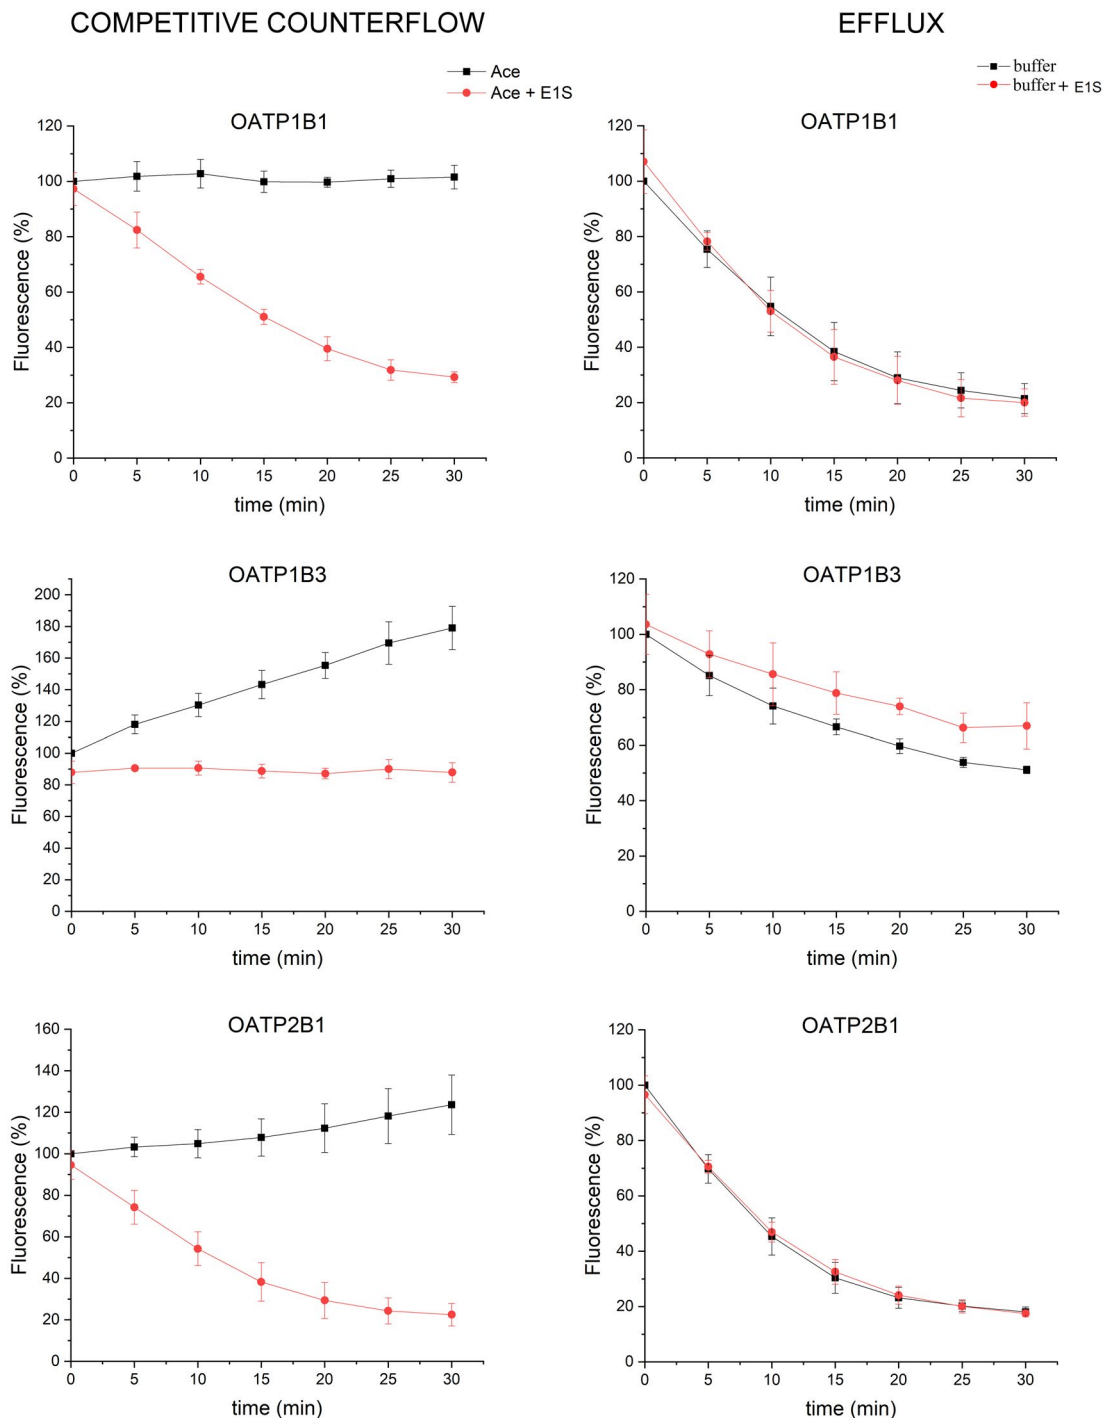 COMPETITIVE COUNTERFLOW
EFFLUX
Ace
Ace + E1S
buffer
buffer + E1S
OATP1B1
120
100
80
60
40
20
0
Fluorescence (%)
0 5 10 15 20 25 30
time (min)
OATP1B1
120
100
80
60
40
20
0
Fluorescence (%)
0 5 10 15 20 25 30
time (min)
OATP1B3
200
180
160
140
120
100
80
60
40
20
0
Fluorescence (%)
0 5 10 15 20 25 30
time (min)
OATP1B3
120
100
80
60
40
20
0
Fluorescence (%)
0 5 10 15 20 25 30
time (min)
OATP2B1
160
140
120
100
80
60
40
20
0
Fluorescence (%)
0 5 10 15 20 25 30
time (min)
OATP2B1
120
100
80
60
40
20
0
Fluorescence (%)
0 5 10 15 20 25 30
time (min)